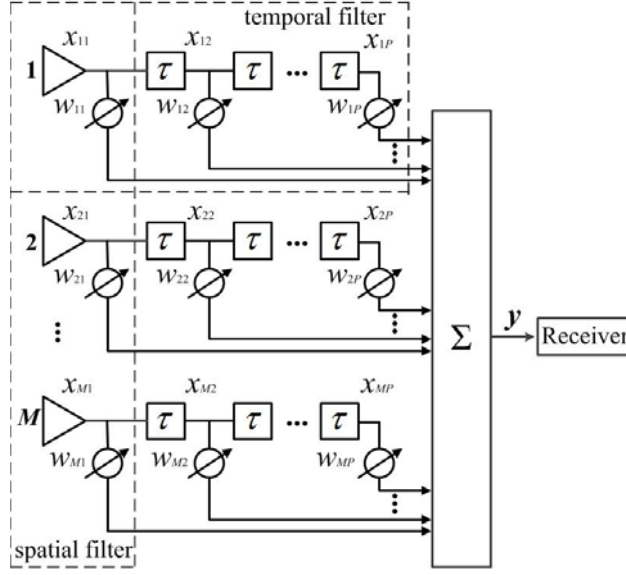 temporal filter
x11 x12 x1P
1 τ τ ... τ
w11 w12 w1P
x21 x22 x2P
2 τ τ ... τ
w21 w22 w2P
Σ y Receiver
xM1 xM2 xMP
M τ τ ... τ
wM1 wM2 wMP
spatial filter